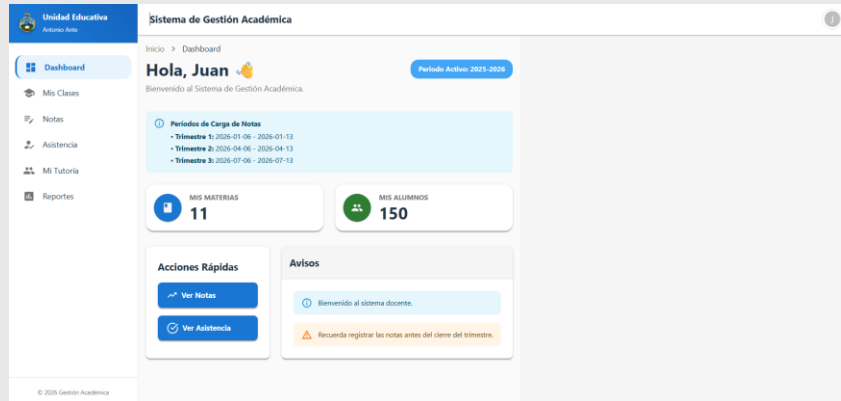 Unidad Educativa
Antonio Ante
Sistema de Gestión Académica
i
Inicio > Dashboard
Hola, Juan 👋
Periodo Activo: 2025-2026
Bienvenido al Sistema de Gestión Académica.
Dashboard
Mis Clases
Notas
Asistencia
Mi Tutoría
Reportes
Períodos de Carga de Notas
• Trimestre 1: 2026-01-06 - 2026-01-13
• Trimestre 2: 2026-04-06 - 2026-04-13
• Trimestre 3: 2026-07-06 - 2026-07-13
MIS MATERIAS
11
MIS ALUMNOS
150
Acciones Rápidas
Ver Notas
Ver Asistencia
Avisos
Bienvenido al sistema docente.
Recuerda registrar las notas antes del cierre del trimestre.
© 2026 Gestión Académica